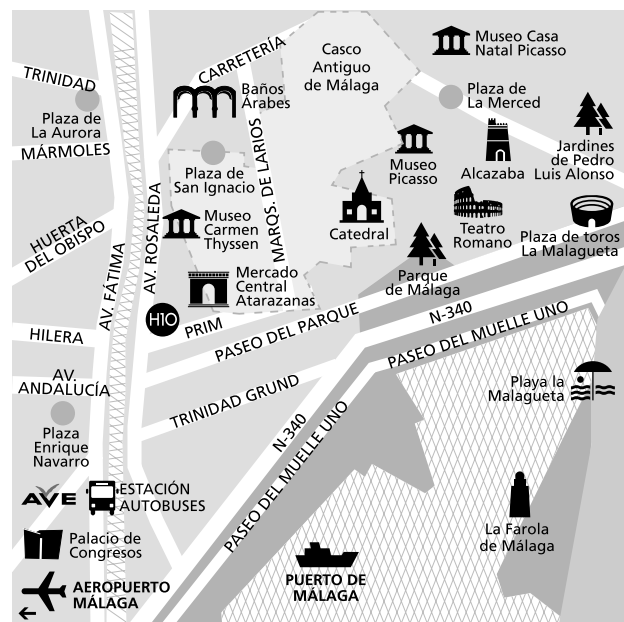 Museo Casa
Natal Picasso
Casco
Antiguo
de Málaga
CARRETERÍA
TRINIDAD
Plaza de
La Aurora
MÁRMOLES
Baños
Árabes
Plaza de
La Merced
Jardines
de Pedro
Luis Alonso
Museo
Picasso
Alcazaba
Plaza de
San Ignacio
MARQS. DE LARIOS
Museo
Carmen
Thyssen
Catedral
Teatro
Romano
Plaza de toros
La Malagueta
HUERTA
DEL OBISPO
AV. ROSALEDA
AV. FÁTIMA
Mercado
Central
Atarazanas
Parque
de Málaga
H10
PRIM
PASEO DEL PARQUE
N-340
PASEO DEL MUELLE UNO
HILERA
AV.
ANDALUCÍA
TRINIDAD GRUND
Playa la
Malagueta
Plaza
Enrique
Navarro
N-340
PASEO DEL MUELLE UNO
AVE
ESTACIÓN
AUTOBUSES
La Farola
de Málaga
Palacio de
Congresos
PUERTO DE
MÁLAGA
AEROPUERTO
MÁLAGA